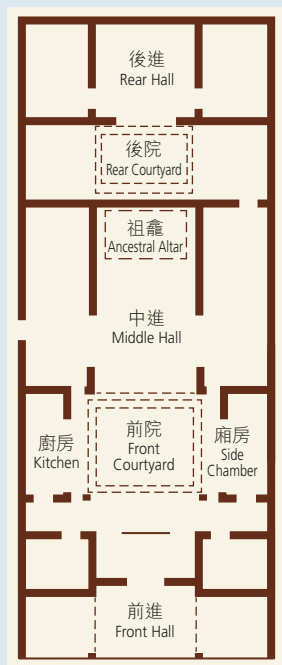 後進
Rear Hall
後院
Rear Courtyard
祖龕
Ancestral Altar
中進
Middle Hall
廚房
Kitchen
前院
Front
Courtyard
廂房
Side
Chamber
前進
Front Hall